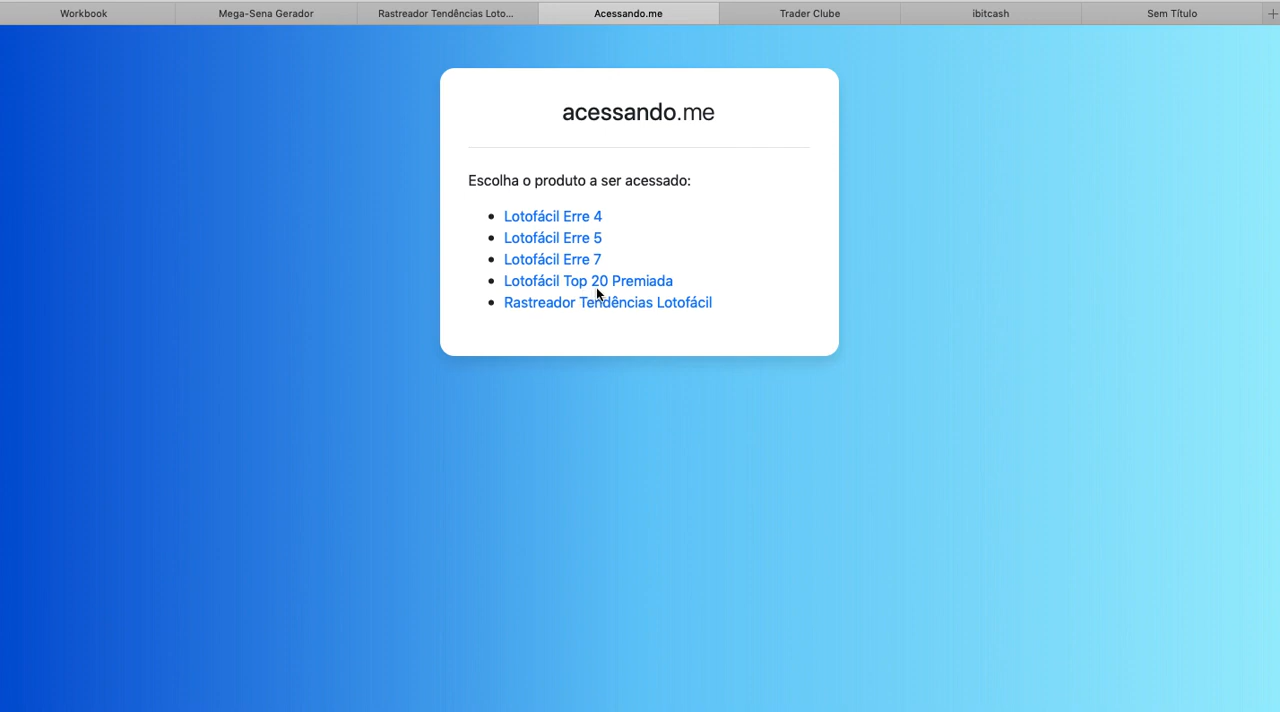 Workbook
Mega-Sena Gerador
Rastreador Tendências Loto...
Acessando.me
Trader Clube
ibitcash
Sem Título
acessando.me
Escolha o produto a ser acessado:
Lotofácil Erre 4
Lotofácil Erre 5
Lotofácil Erre 7
Lotofácil Top 20 Premiada
Rastreador Tendências Lotofácil